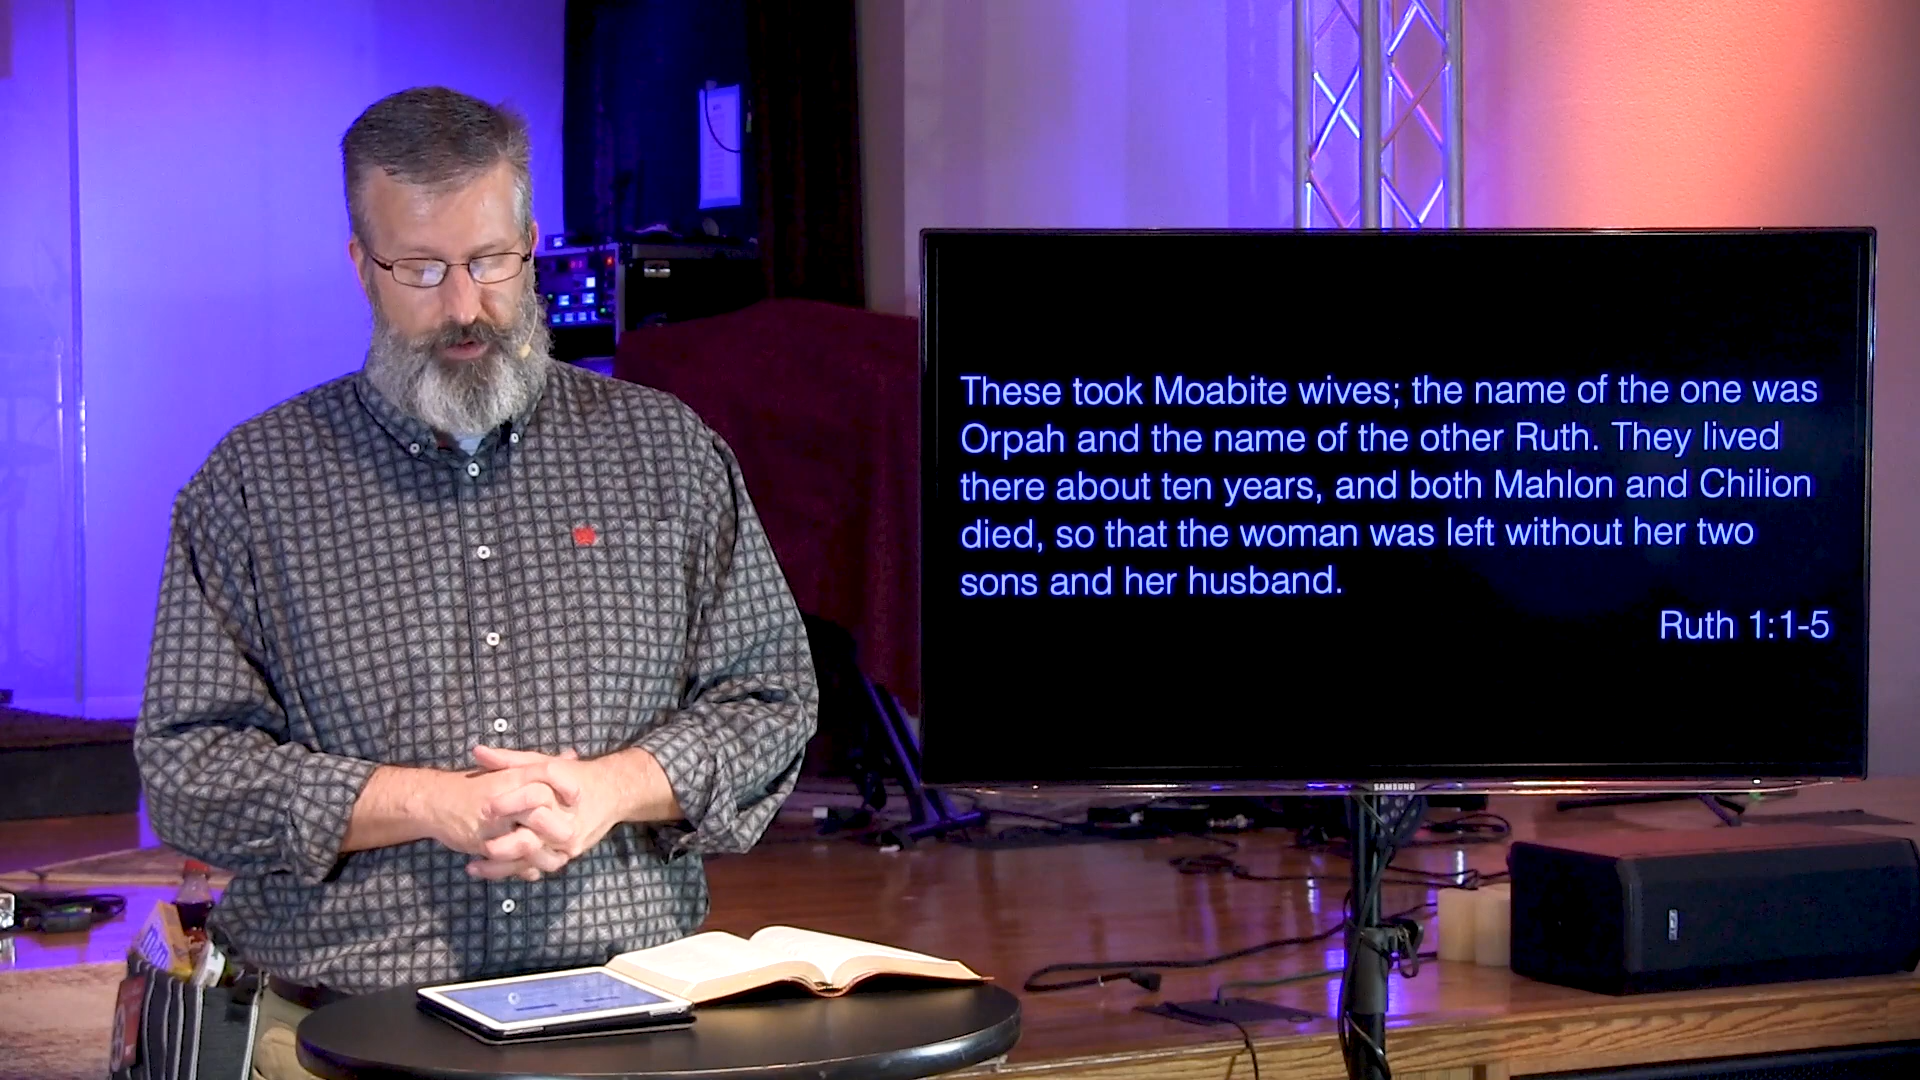 These took Moabite wives; the name of the one was
Orpah and the name of the other Ruth. They lived
there about ten years, and both Mahlon and Chilion
died, so that the woman was left without her two
sons and her husband.
Ruth 1:1-5
SAMSUNG